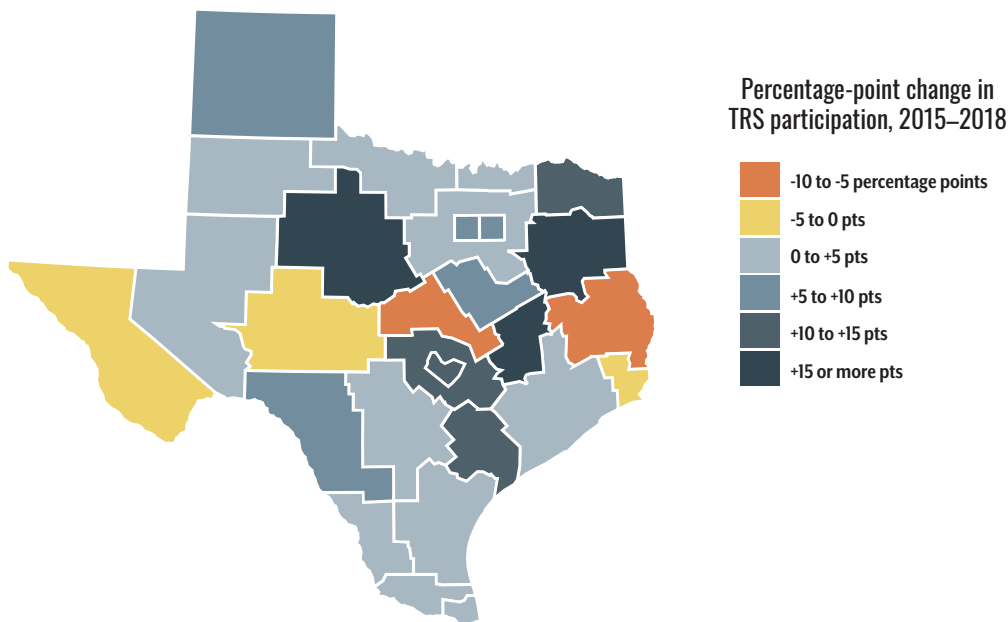 Percentage-point change in
TRS participation, 2015–2018
-10 to -5 percentage points
-5 to 0 pts
0 to +5 pts
+5 to +10 pts
+10 to +15 pts
+15 or more pts